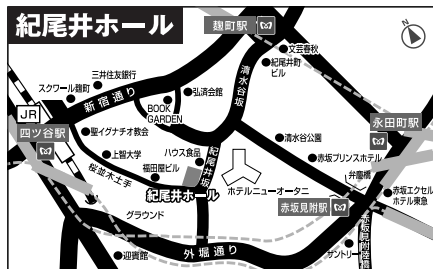 紀尾井ホール
麹町駅
N
文芸春秋
紀尾井町
ビル
三井住友銀行
スクワール麹町
新宿通り
BOOK
GARDEN
弘済会館
清水谷坂
JR
四ツ谷駅
聖イグナチオ教会
上智大学
桜並木土手
福田屋ビル
ハウス食品
紀尾井坂
紀尾井ホール
清水谷公園
永田町駅
赤坂プリンスホテル
弁慶橋
ホテルニューオータニ
赤坂見附駅
赤坂エクセル
ホテル東急
グラウンド
外堀通り
迎賓館
サントリー
赤坂見附陸橋